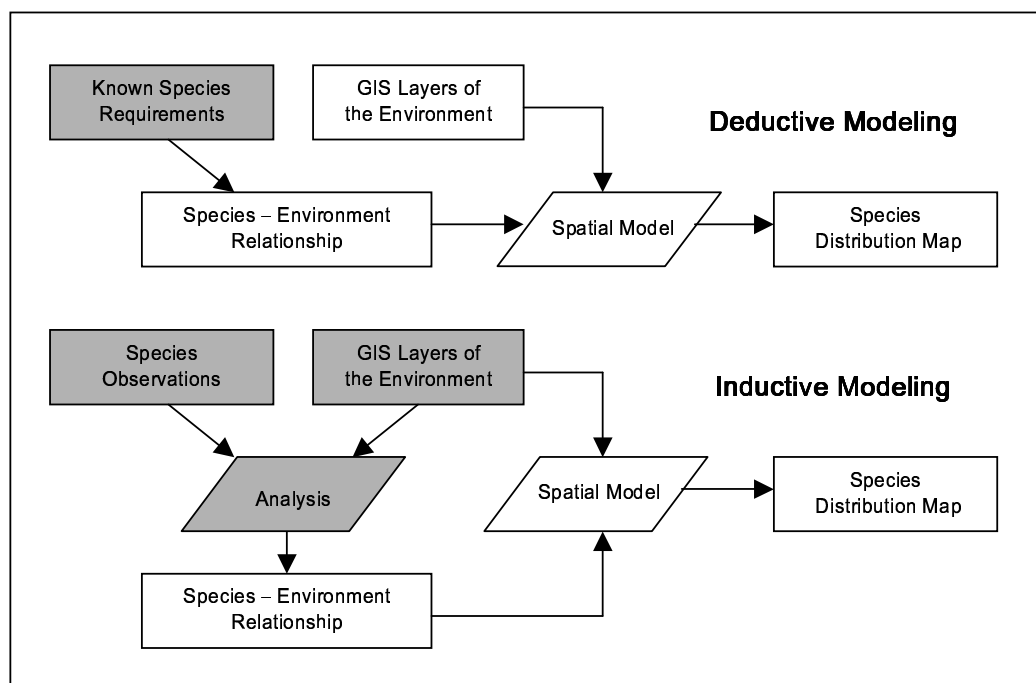 Known Species
Requirements
GIS Layers of
the Environment
Deductive Modeling
Species – Environment
Relationship
Spatial Model
Species
Distribution Map
Species
Observations
GIS Layers of
the Environment
Inductive Modeling
Analysis
Spatial Model
Species
Distribution Map
Species – Environment
Relationship